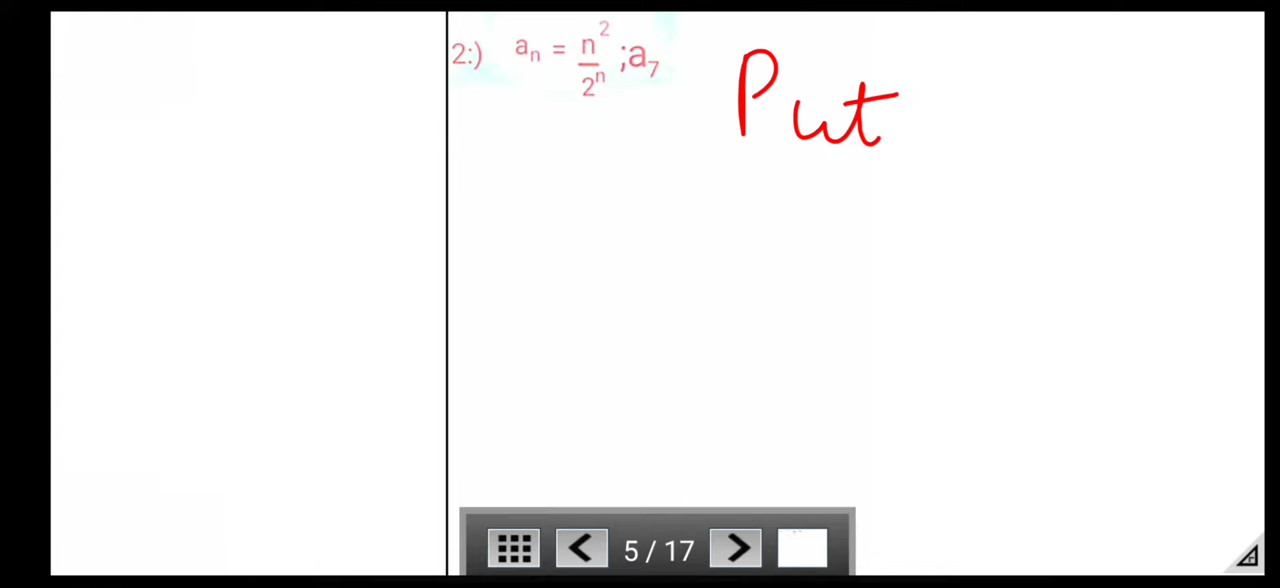 2:) aₙ = n²/2ⁿ ;a₇
Put
5 / 17